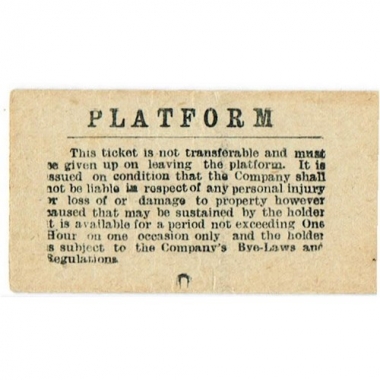 PLATFORM
This ticket is not transferable and must
be given up on leaving the platform. It is
issued on condition that the Company shall
not be liable in respect of any personal injury
or loss of or damage to property however
caused that may be sustained by the holder
it is available for a period not exceeding One
Hour on one occasion only and the holder
is subject to the Company's Bye-Laws and
Regulations